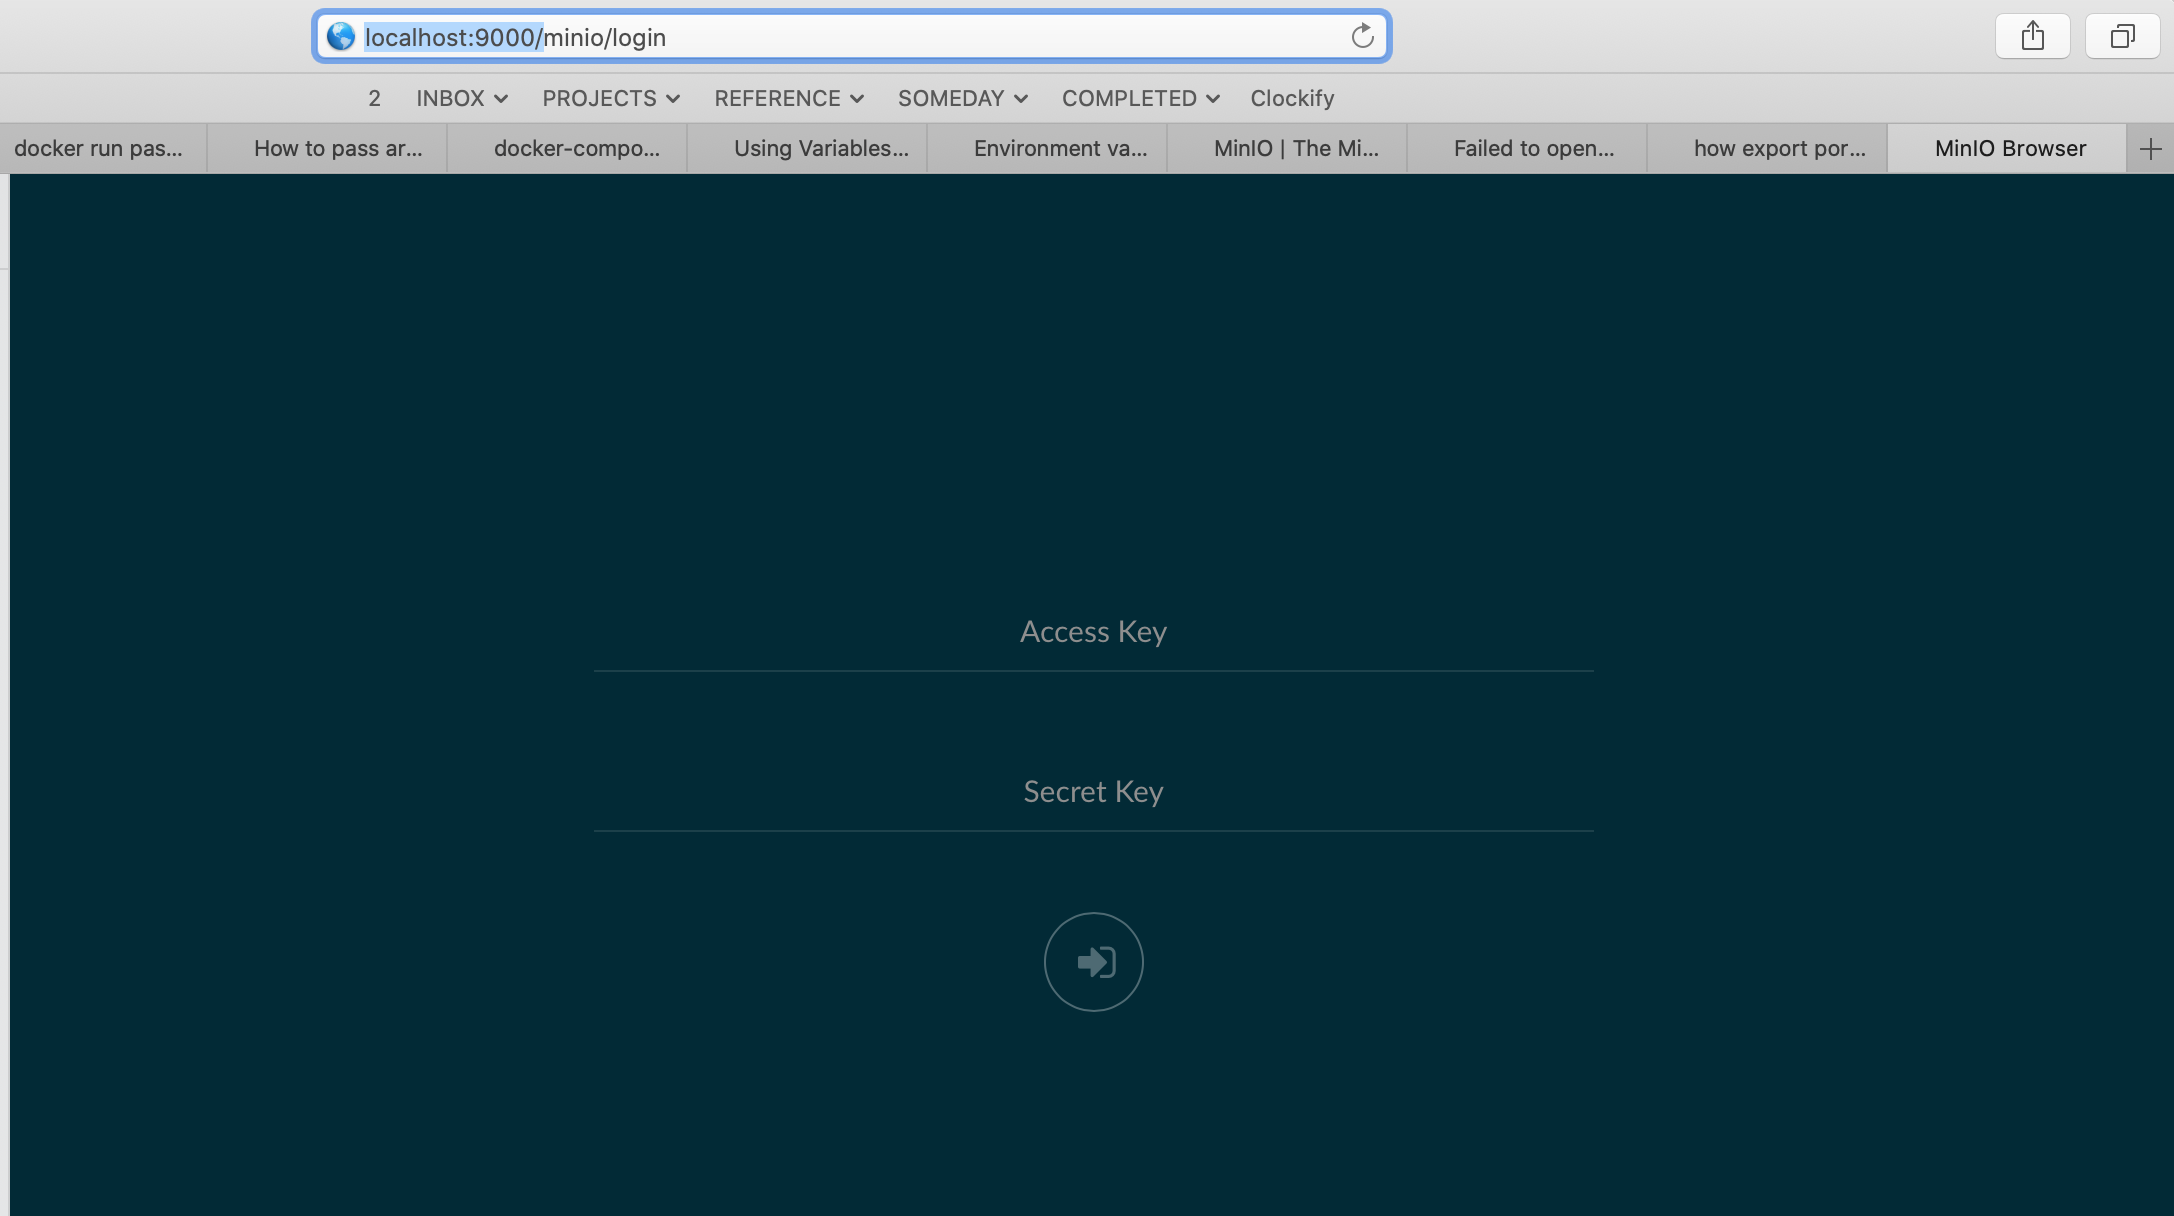 localhost:9000/minio/login
2 INBOX PROJECTS REFERENCE SOMEDAY COMPLETED Clockify
docker run pas... How to pass ar... docker-compo... Using Variables... Environment va... MinIO | The Mi... Failed to open... how export por... MinIO Browser
Access Key
Secret Key